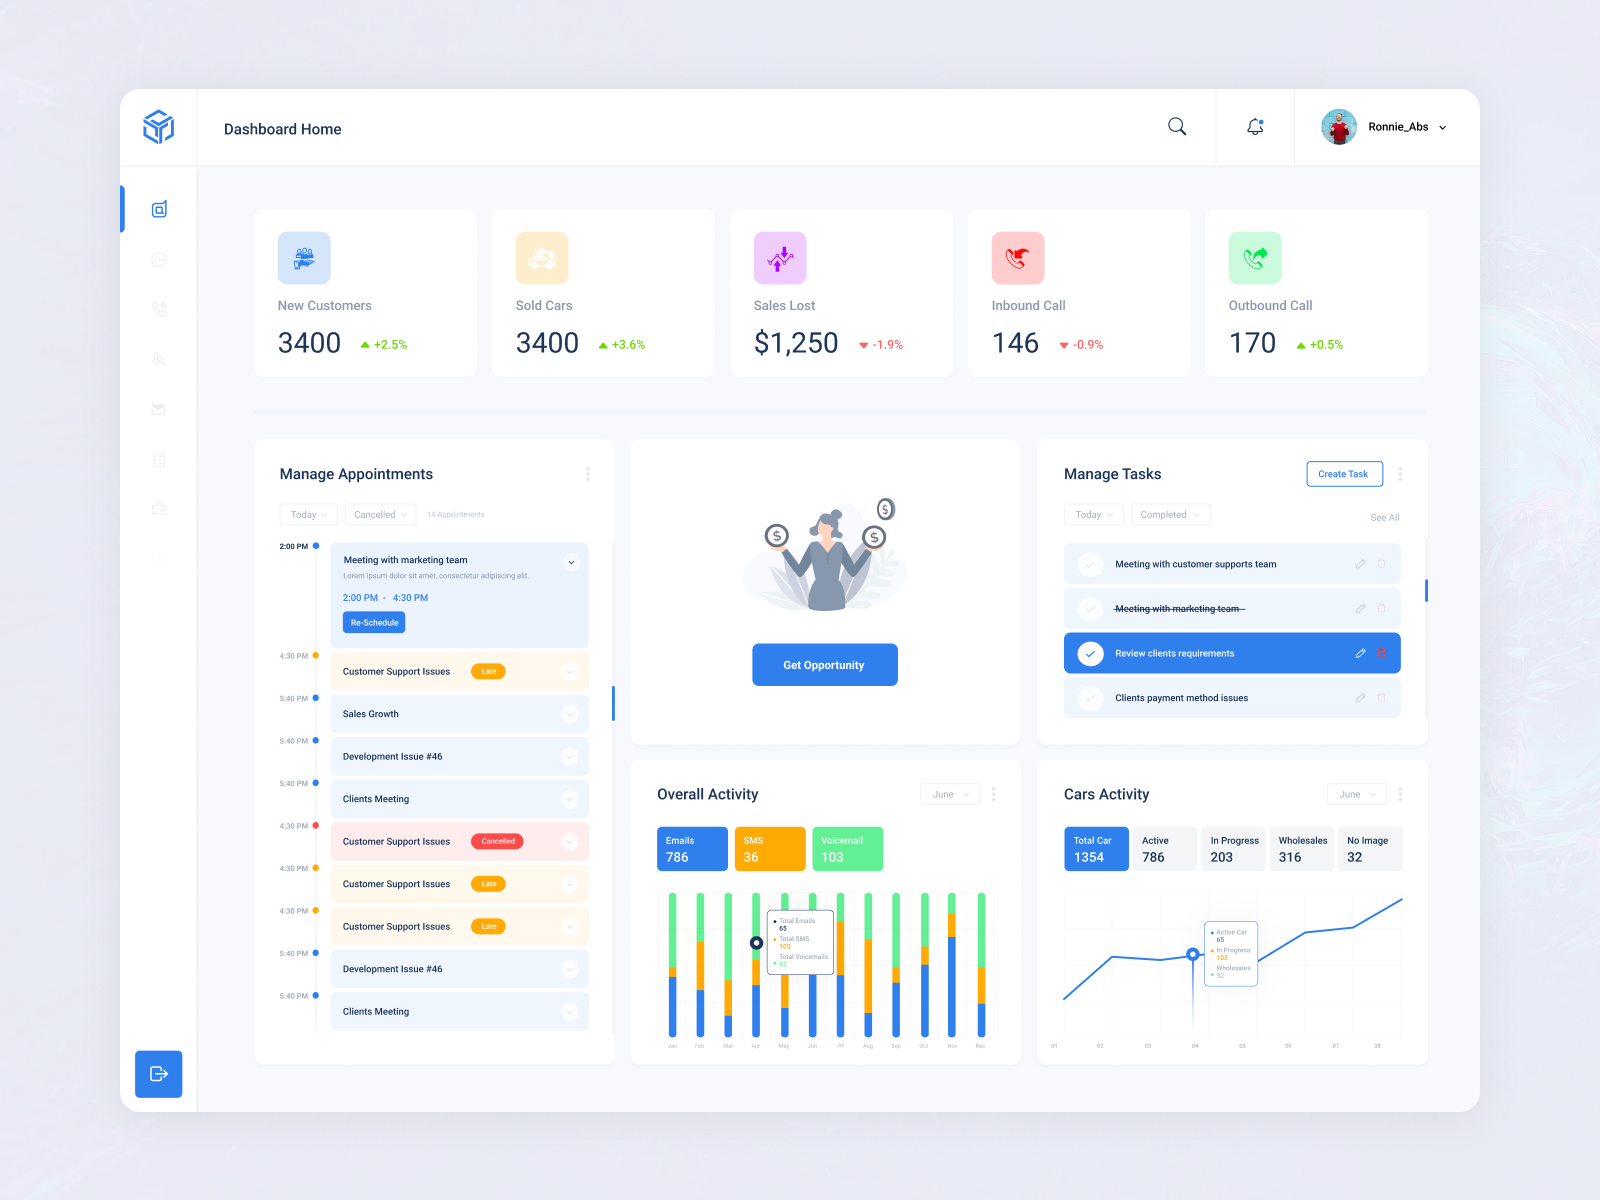 Dashboard Home
Ronnie_Abs
New Customers
3400
+2.5%
Sold Cars
3400
+3.6%
Sales Lost
$1,250
-1.9%
Inbound Call
146
-0.9%
Outbound Call
170
+0.5%
Manage Appointments
Today
Cancelled
14 Appointments
2:00 PM
Meeting with marketing team
Lorem ipsum dolor sit amet, consectetur adipiscing elit.
2:00 PM - 4:30 PM
Re-Schedule
4:30 PM
Customer Support Issues
Late
5:40 PM
Sales Growth
5:40 PM
Development Issue #46
5:40 PM
Clients Meeting
4:30 PM
Customer Support Issues
Cancelled
4:30 PM
Customer Support Issues
Late
4:30 PM
Customer Support Issues
Late
5:40 PM
Development Issue #46
5:40 PM
Clients Meeting
$
$
$
Get Opportunity
Manage Tasks
Create Task
Today
Completed
See All
Meeting with customer supports team
Meeting with marketing team
Review clients requirements
Clients payment method issues
Overall Activity
June
Emails
786
SMS
36
Voicemail
103
Total Emails
65
Total SMS
103
Total Voicemails
52
Jan Feb Mar Apr May Jun Jul Aug Sep Oct Nov Dec
Cars Activity
June
Total Car
1354
Active
786
In Progress
203
Wholesales
316
No Image
32
Active Car
65
In Progress
103
Wholesales
52
01 02 03 04 05 06 07 08